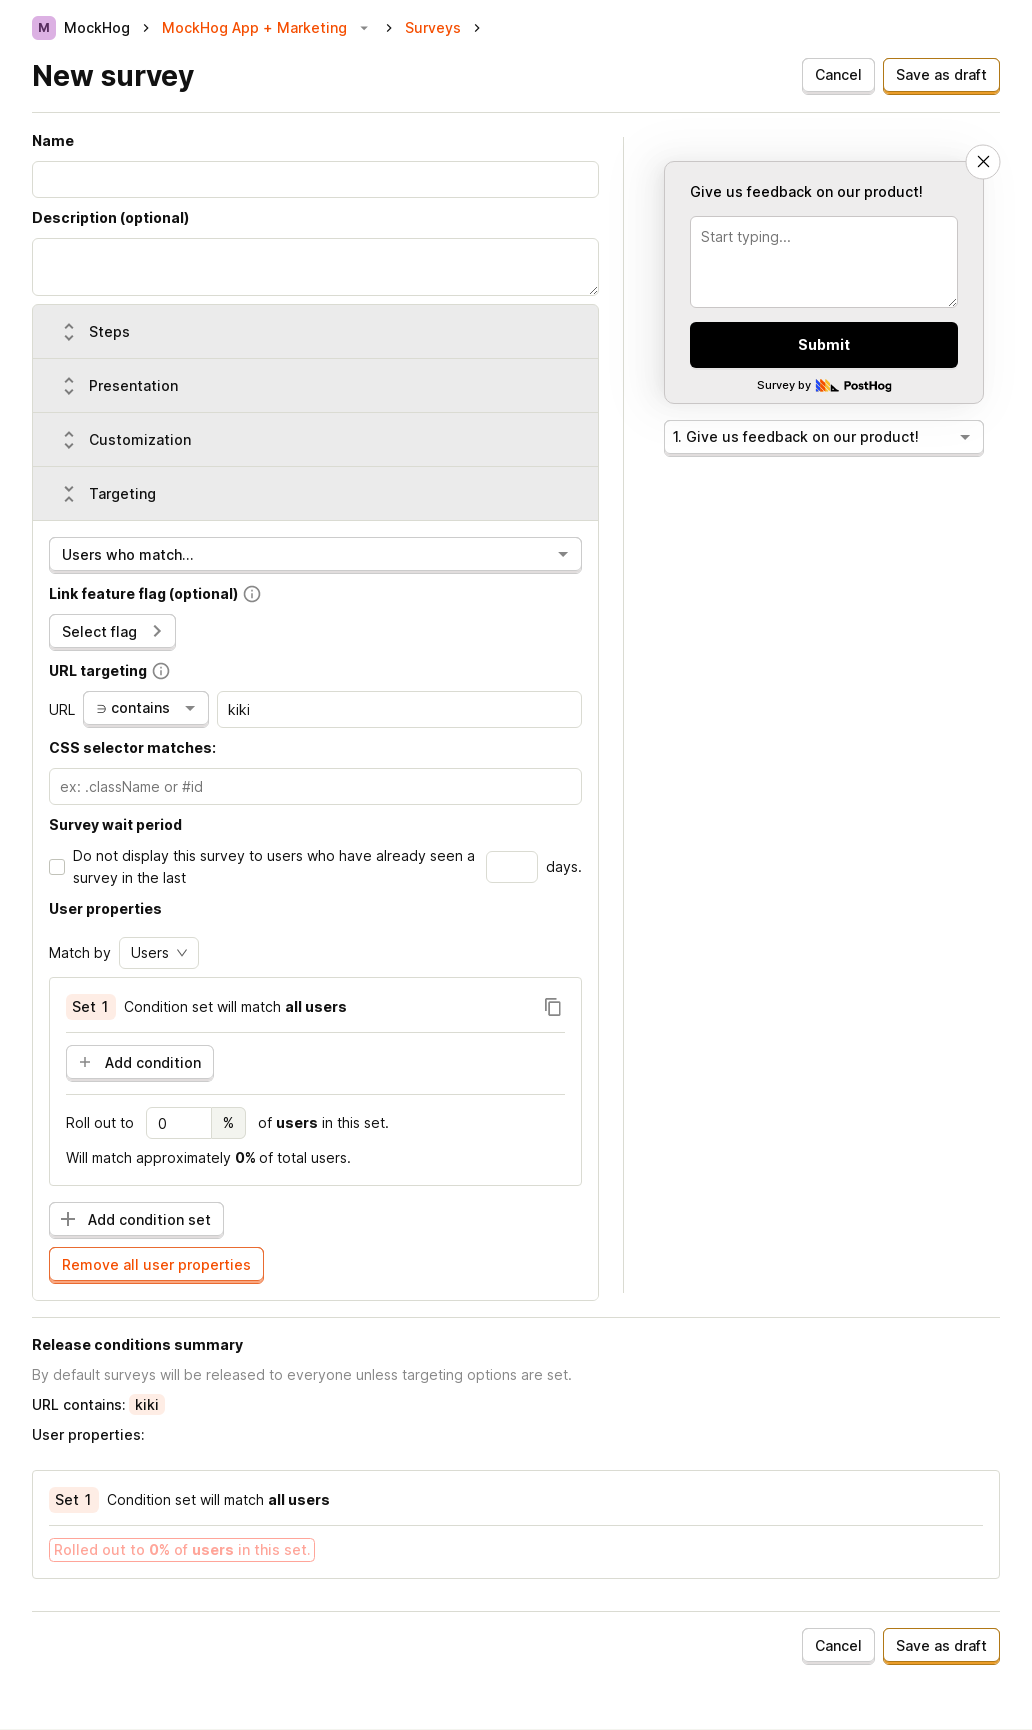 M MockHog > MockHog App + Marketing > Surveys >
New survey
Cancel Save as draft
Name
Description (optional)
Steps
Presentation
Customization
Targeting
Users who match...
Link feature flag (optional)
Select flag
URL targeting
URL ∋ contains kiki
CSS selector matches:
ex: .className or #id
Survey wait period
Do not display this survey to users who have already seen a
survey in the last days.
User properties
Match by Users
Set 1 Condition set will match all users
+ Add condition
Roll out to 0 % of users in this set.
Will match approximately 0% of total users.
+ Add condition set
Remove all user properties
Give us feedback on our product!
Start typing...
Submit
Survey by PostHog
1. Give us feedback on our product!
Release conditions summary
By default surveys will be released to everyone unless targeting options are set.
URL contains: kiki
User properties:
Set 1 Condition set will match all users
Rolled out to 0% of users in this set.
Cancel Save as draft